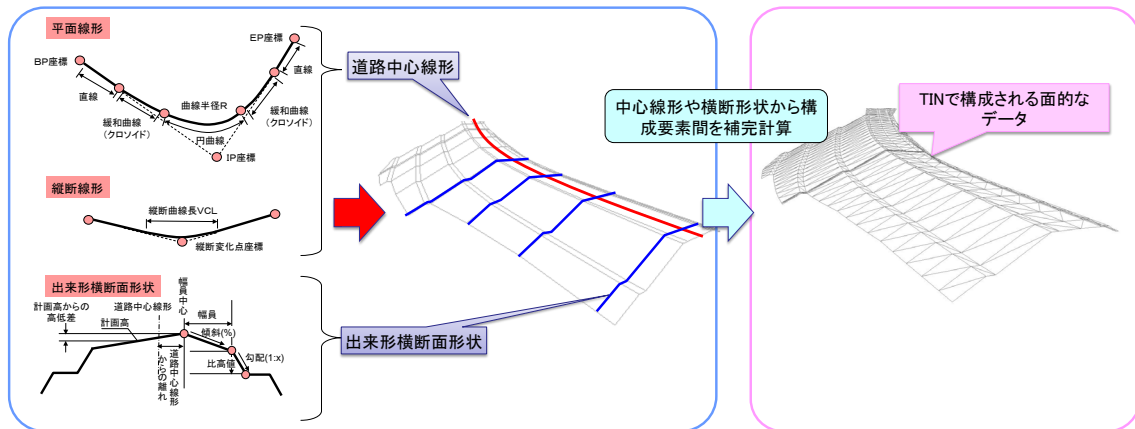 平面線形
EP座標
BP座標
直線
直線
曲線半径R
緩和曲線
(クロソイド)
緩和曲線
(クロソイド)
円曲線
IP座標
縦断線形
縦断曲線長VCL
縦断変化点座標
出来形横断面形状
幅員中心
計画高からの
高低差
道路中心線形
幅員
計画高
傾斜(%)
勾配(1:x)
比高値
道路中心線形
からの離れ
道路中心線形
出来形横断面形状
中心線形や横断形状から構
成要素間を補完計算
TINで構成される面的な
データ